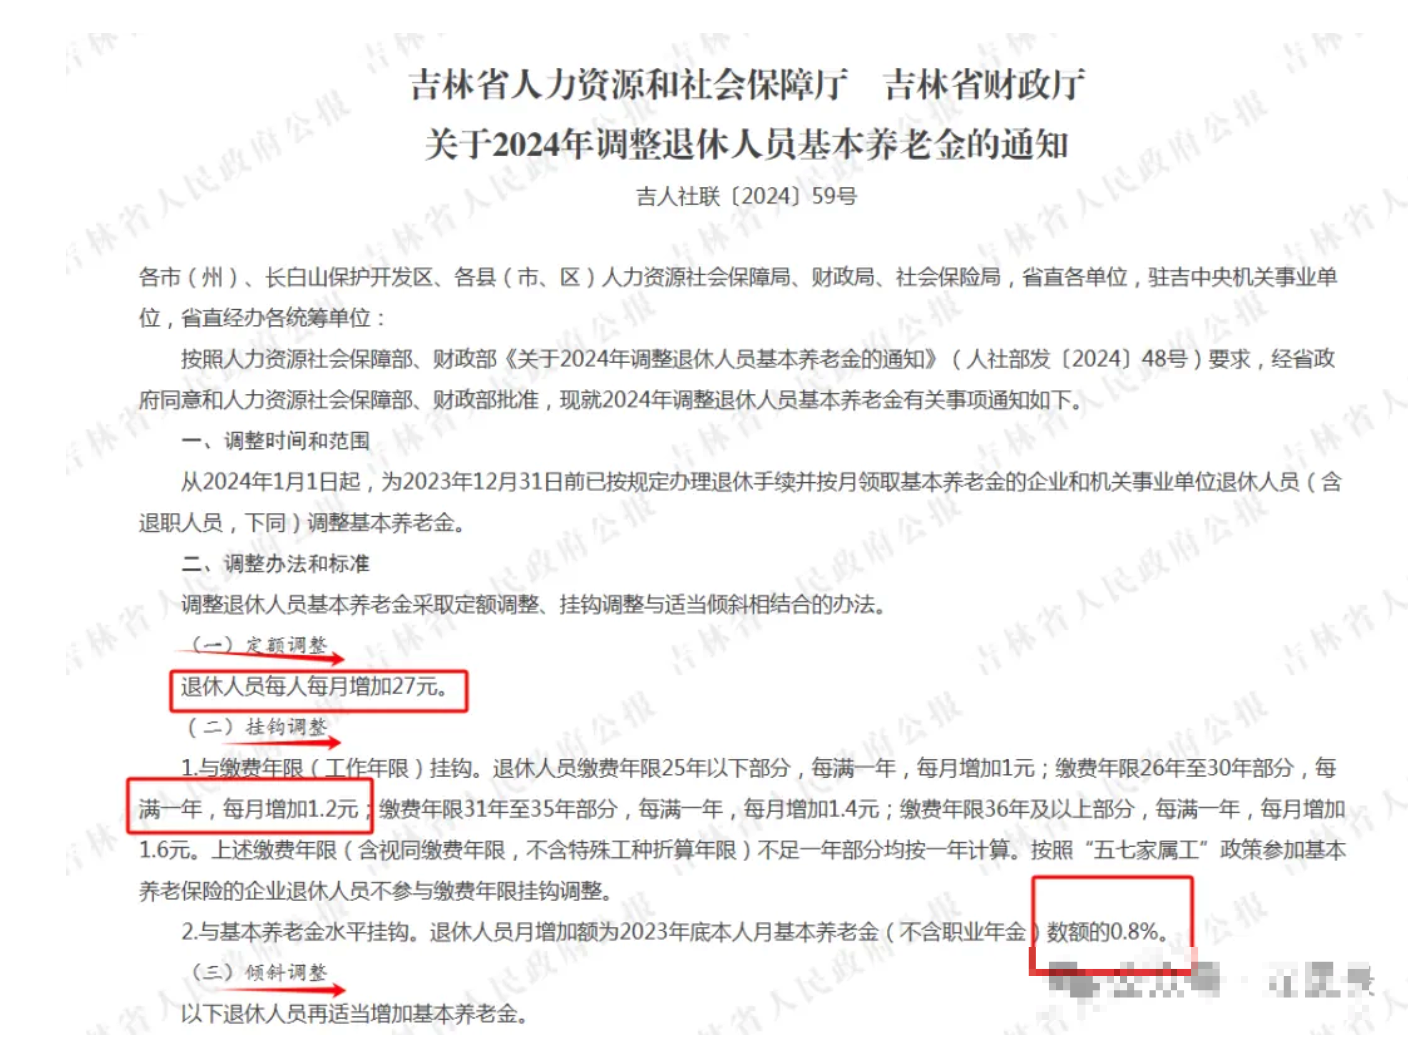 吉林省人力资源和社会保障厅 吉林省财政厅
关于2024年调整退休人员基本养老金的通知
吉人社联〔2024〕59号
各市（州）、长白山保护开发区、各县（市、区）人力资源社会保障局、财政局、社会保险局，省直各单位，驻吉中央机关事业单
位，省直经办各统筹单位：
按照人力资源社会保障部、财政部《关于2024年调整退休人员基本养老金的通知》（人社部发〔2024〕48号）要求，经省政
府同意和人力资源社会保障部、财政部批准，现就2024年调整退休人员基本养老金有关事项通知如下。
一、调整时间和范围
从2024年1月1日起，为2023年12月31日前已按规定办理退休手续并按月领取基本养老金的企业和机关事业单位退休人员（含
退职人员，下同）调整基本养老金。
二、调整办法和标准
调整退休人员基本养老金采取定额调整、挂钩调整与适当倾斜相结合的办法。
（一）定额调整
退休人员每人每月增加27元。
（二）挂钩调整
1.与缴费年限（工作年限）挂钩。退休人员缴费年限25年以下部分，每满一年，每月增加1元；缴费年限26年至30年部分，每
满一年，每月增加1.2元；缴费年限31年至35年部分，每满一年，每月增加1.4元；缴费年限36年及以上部分，每满一年，每月增加
1.6元。上述缴费年限（含视同缴费年限，不含特殊工种折算年限）不足一年部分均按一年计算。按照“五七家属工”政策参加基本
养老保险的企业退休人员不参与缴费年限挂钩调整。
2.与基本养老金水平挂钩。退休人员月增加额为2023年底本人月基本养老金（不含职业年金）数额的0.8%。
（三）倾斜调整
以下退休人员再适当增加基本养老金。
吉林省人民政府公报